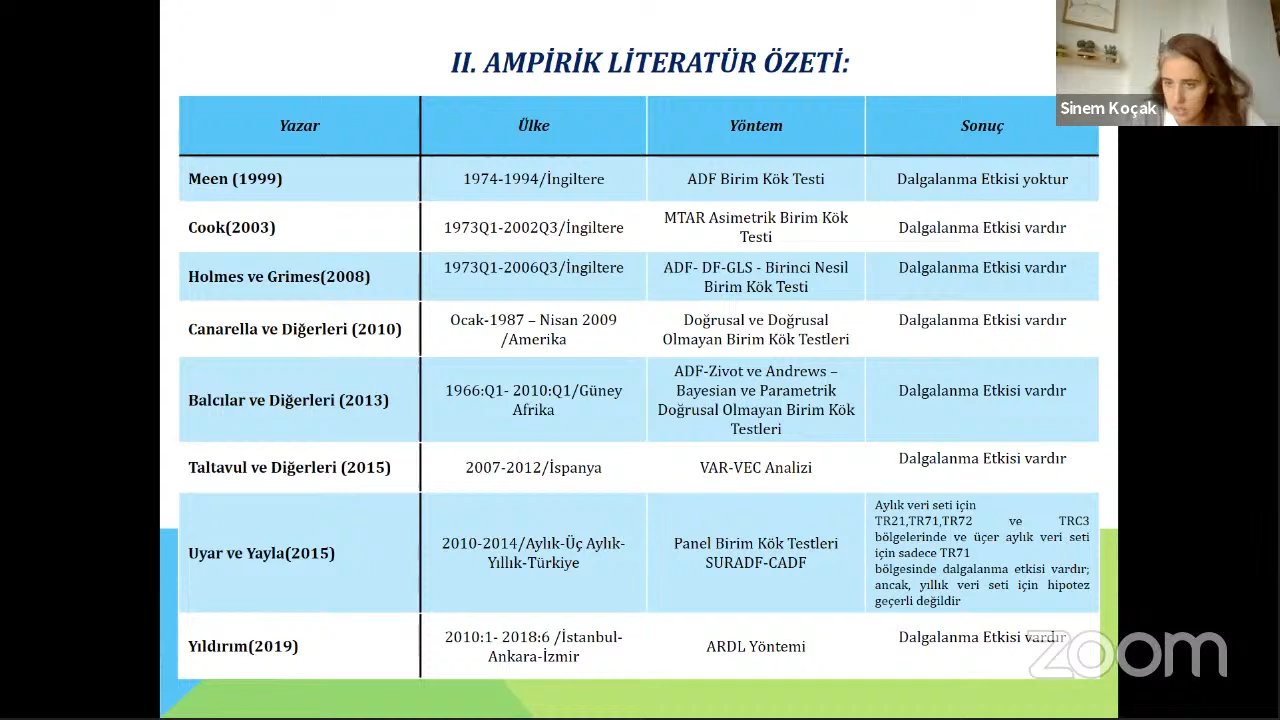 II. AMPİRİK LİTERATÜR ÖZETİ:
Sinem Koçak
Yazar
Ülke
Yöntem
Sonuç
Meen (1999)
1974-1994/İngiltere
ADF Birim Kök Testi
Dalgalanma Etkisi yoktur
Cook(2003)
1973Q1-2002Q3/İngiltere
MTAR Asimetrik Birim Kök
Testi
Dalgalanma Etkisi vardır
Holmes ve Grimes(2008)
1973Q1-2006Q3/İngiltere
ADF- DF-GLS - Birinci Nesil
Birim Kök Testi
Dalgalanma Etkisi vardır
Canarella ve Diğerleri (2010)
Ocak-1987 – Nisan 2009
/Amerika
Doğrusal ve Doğrusal
Olmayan Birim Kök Testleri
Dalgalanma Etkisi vardır
Balcılar ve Diğerleri (2013)
1966:Q1- 2010:Q1/Güney
Afrika
ADF-Zivot ve Andrews –
Bayesian ve Parametrik
Doğrusal Olmayan Birim Kök
Testleri
Dalgalanma Etkisi vardır
Taltavul ve Diğerleri (2015)
2007-2012/İspanya
VAR-VEC Analizi
Dalgalanma Etkisi vardır
Uyar ve Yayla(2015)
2010-2014/Aylık-Üç Aylık-
Yıllık-Türkiye
Panel Birim Kök Testleri
SURADF-CADF
Aylık veri seti için
TR21,TR71,TR72 ve TRC3
bölgelerinde ve üçer aylık veri seti
için sadece TR71
bölgesinde dalgalanma etkisi vardır;
ancak, yıllık veri seti için hipotez
geçerli değildir
Yıldırım(2019)
2010:1- 2018:6 /İstanbul-
Ankara-İzmir
ARDL Yöntemi
Dalgalanma Etkisi vardır
zoom